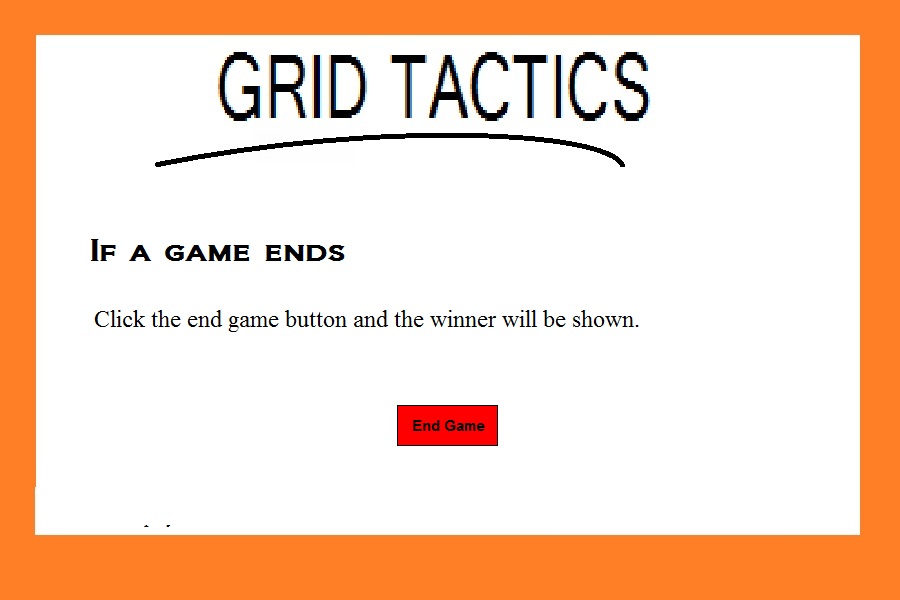 GRID TACTICS
If a game ends
Click the end game button and the winner will be shown.
End Game